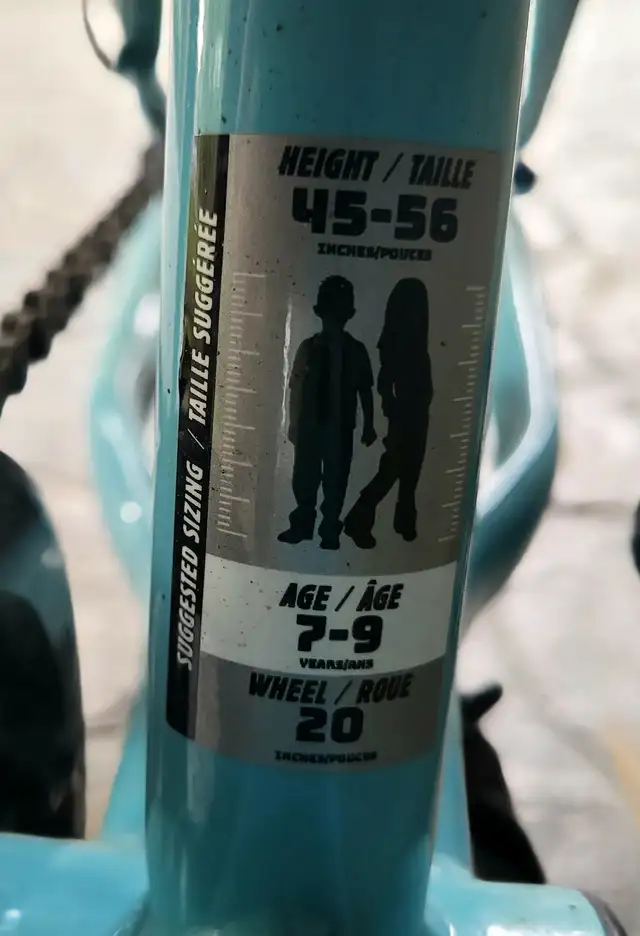 SUGGESTED SIZING / TAILLE SUGGÉRÉE
HEIGHT / TAILLE
45-56
INCHES/POUCES
AGE / ÂGE
7-9
YEARS/ANS
WHEEL / ROUE
20
INCHES/POUCES